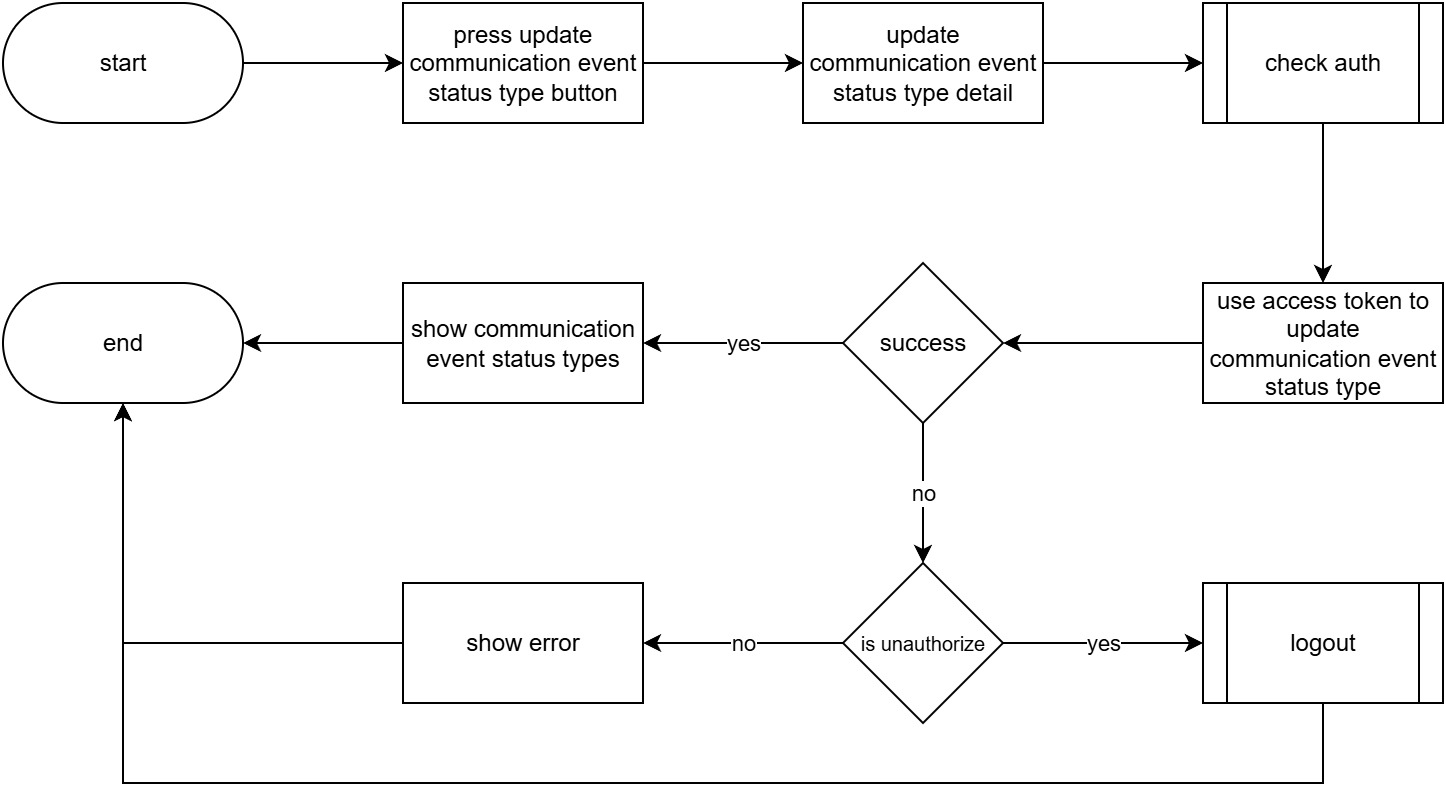 start
press update
communication event
status type button
update
communication event
status type detail
check auth
end
show communication
event status types
yes
success
use access token to
update
communication event
status type
no
show error
no
is unauthorize
yes
logout